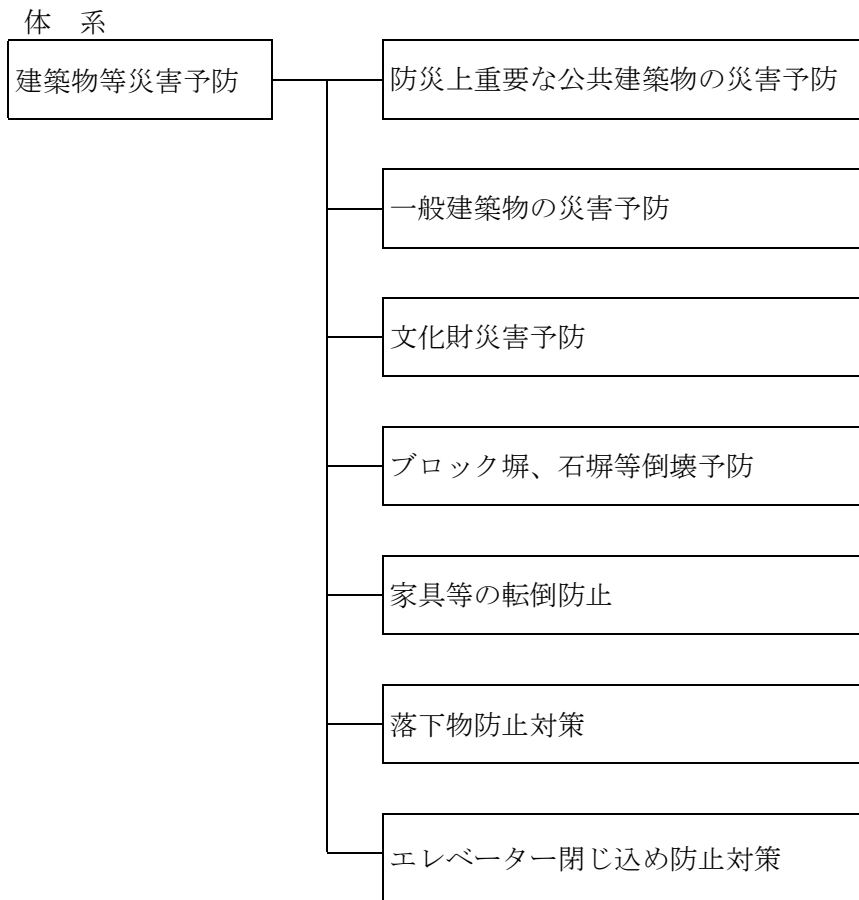 体　系
建築物等災害予防
防災上重要な公共建築物の災害予防
一般建築物の災害予防
文化財災害予防
ブロック塀、石塀等倒壊予防
家具等の転倒防止
落下物防止対策
エレベーター閉じ込め防止対策